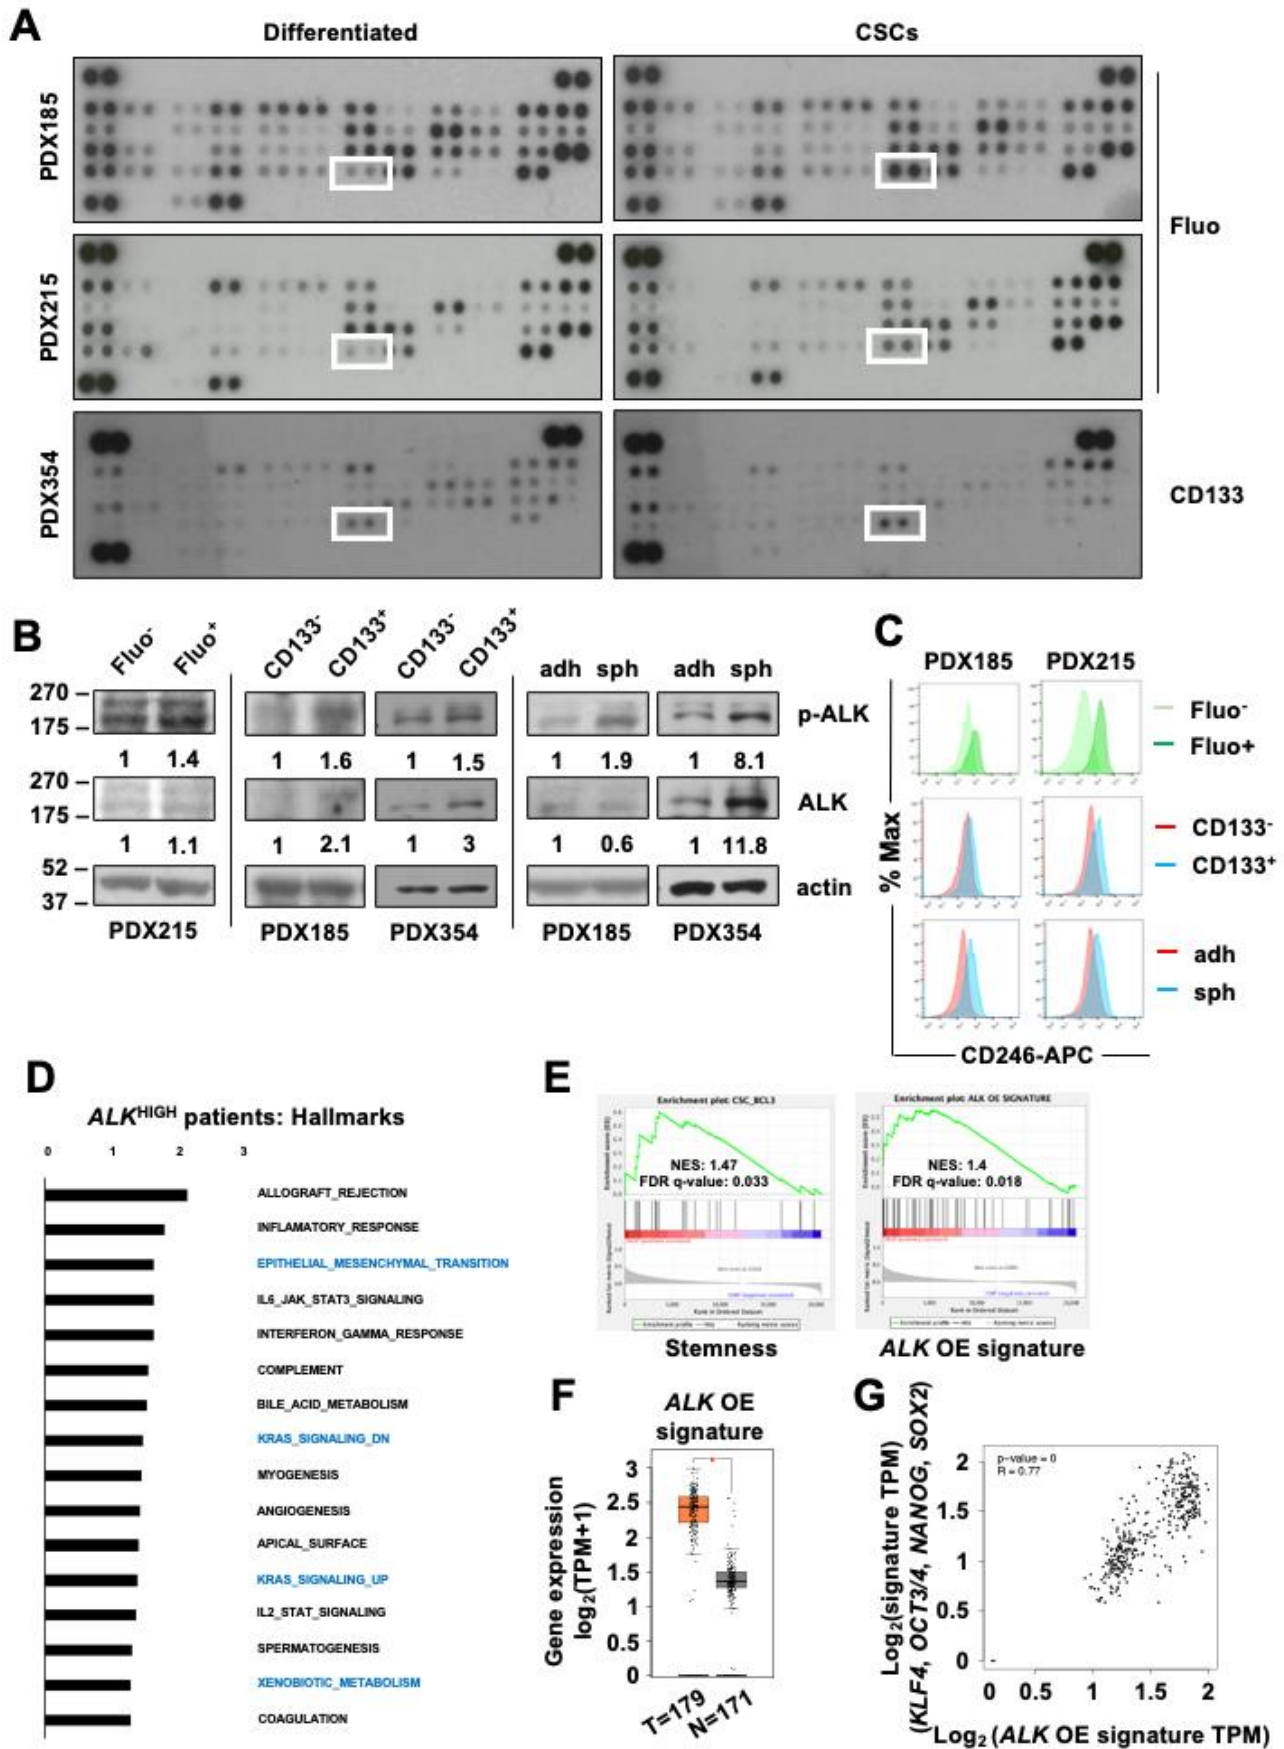 A
Differentiated
CSCs
PDX185
PDX215
PDX354
Fluo
CD133
B
Fluo⁻
Fluo⁺
CD133⁻
CD133⁺
CD133⁻
CD133⁺
adh sph
adh sph
270
175
p-ALK
1 1.4
1 1.6
1 1.5
1 1.9
1 8.1
270
175
ALK
1 1.1
1 2.1
1 3
1 0.6
1 11.8
52
37
actin
PDX215
PDX185
PDX354
PDX185
PDX354
C
PDX185
PDX215
Fluo⁻
Fluo+
CD133⁻
CD133⁺
adh
sph
% Max
CD246-APC
D
ALKHIGH patients: Hallmarks
0 1 2 3
ALLOGRAFT_REJECTION
INFLAMATORY_RESPONSE
EPITHELIAL_MESENCHYMAL_TRANSITION
IL6_JAK_STAT3_SIGNALING
INTERFERON_GAMMA_RESPONSE
COMPLEMENT
BILE_ACID_METABOLISM
KRAS_SIGNALING_DN
MYOGENESIS
ANGIOGENESIS
APICAL_SURFACE
KRAS_SIGNALING_UP
IL2_STAT_SIGNALING
SPERMATOGENESIS
XENOBIOTIC_METABOLISM
COAGULATION
E
Enrichment plot: CSC_BCL3
NES: 1.47
FDR q-value: 0.033
Stemness
Enrichment plot: ALK OE SIGNATURE
NES: 1.4
FDR q-value: 0.018
ALK OE signature
F
ALK OE
signature
Gene expression
log₂(TPM+1)
3
2.5
2
1.5
1
0.5
0
T=179
N=171
G
Log₂(signature TPM)
(KLF4, OCT3/4, NANOG, SOX2)
p-value = 0
R = 0.77
2
1.5
1
0.5
0
0 0.5 1 1.5 2
Log₂ (ALK OE signature TPM)